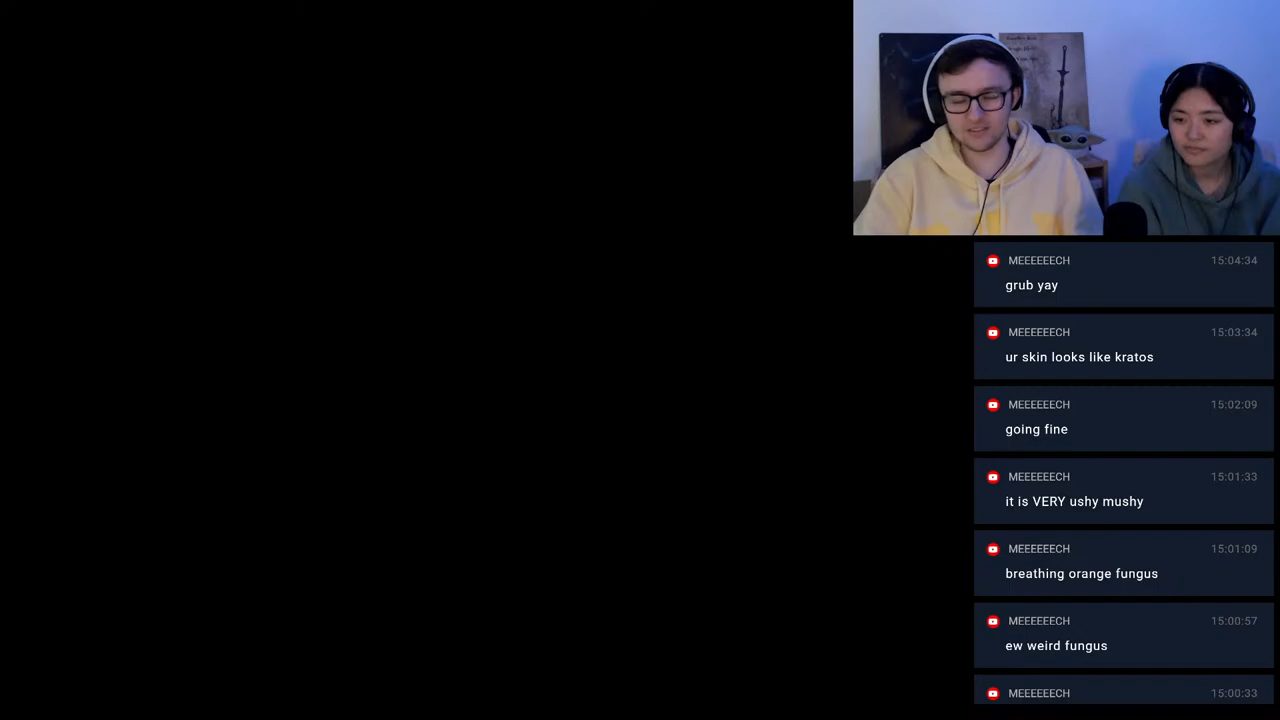 MEEEEEECH 15:04:34
grub yay
MEEEEEECH 15:03:34
ur skin looks like kratos
MEEEEEECH 15:02:09
going fine
MEEEEEECH 15:01:33
it is VERY ushy mushy
MEEEEEECH 15:01:09
breathing orange fungus
MEEEEEECH 15:00:57
ew weird fungus
MEEEEEECH 15:00:33